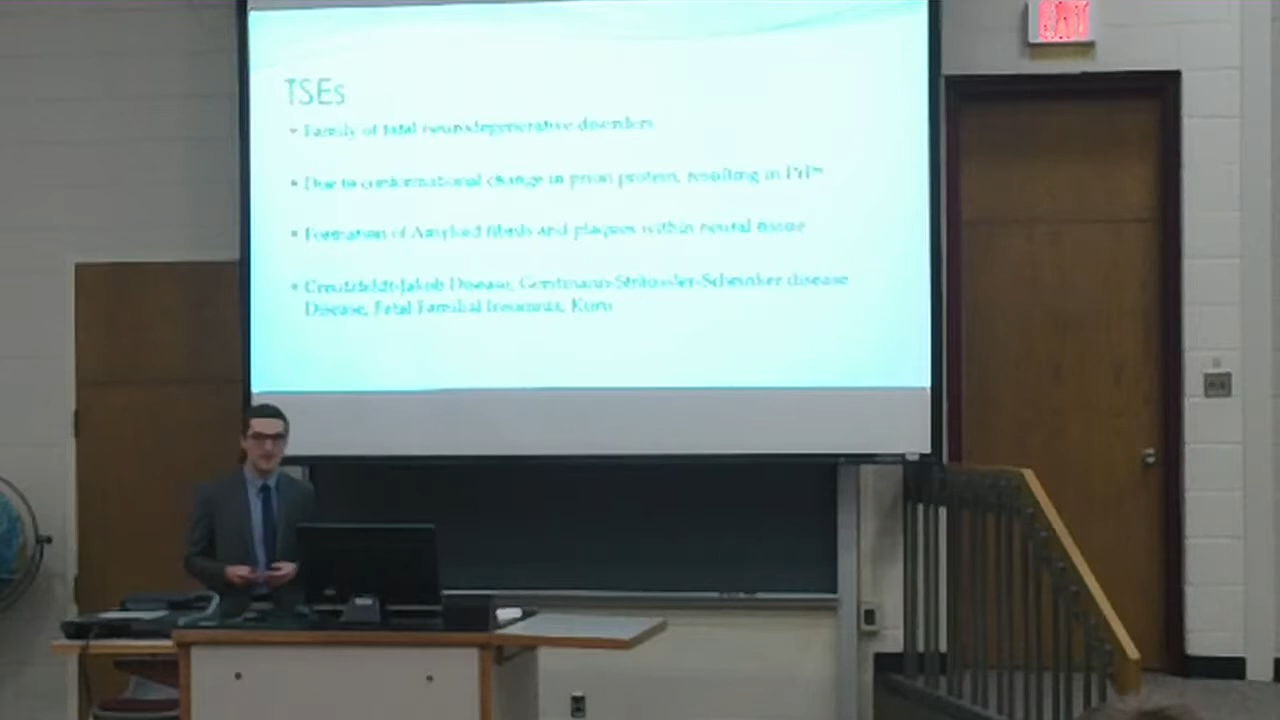 EXIT
TSEs
Family of fatal neurodegenerative disorders
Due to conformational change in prion protein, resulting in PrPˢᶜ
Formation of Amyloid fibrils and plaques within neural tissue
Creutzfeldt-Jakob Disease, Gerstmann-Sträussler-Scheinker disease
Disease, Fatal Familial Insomnia, Kuru